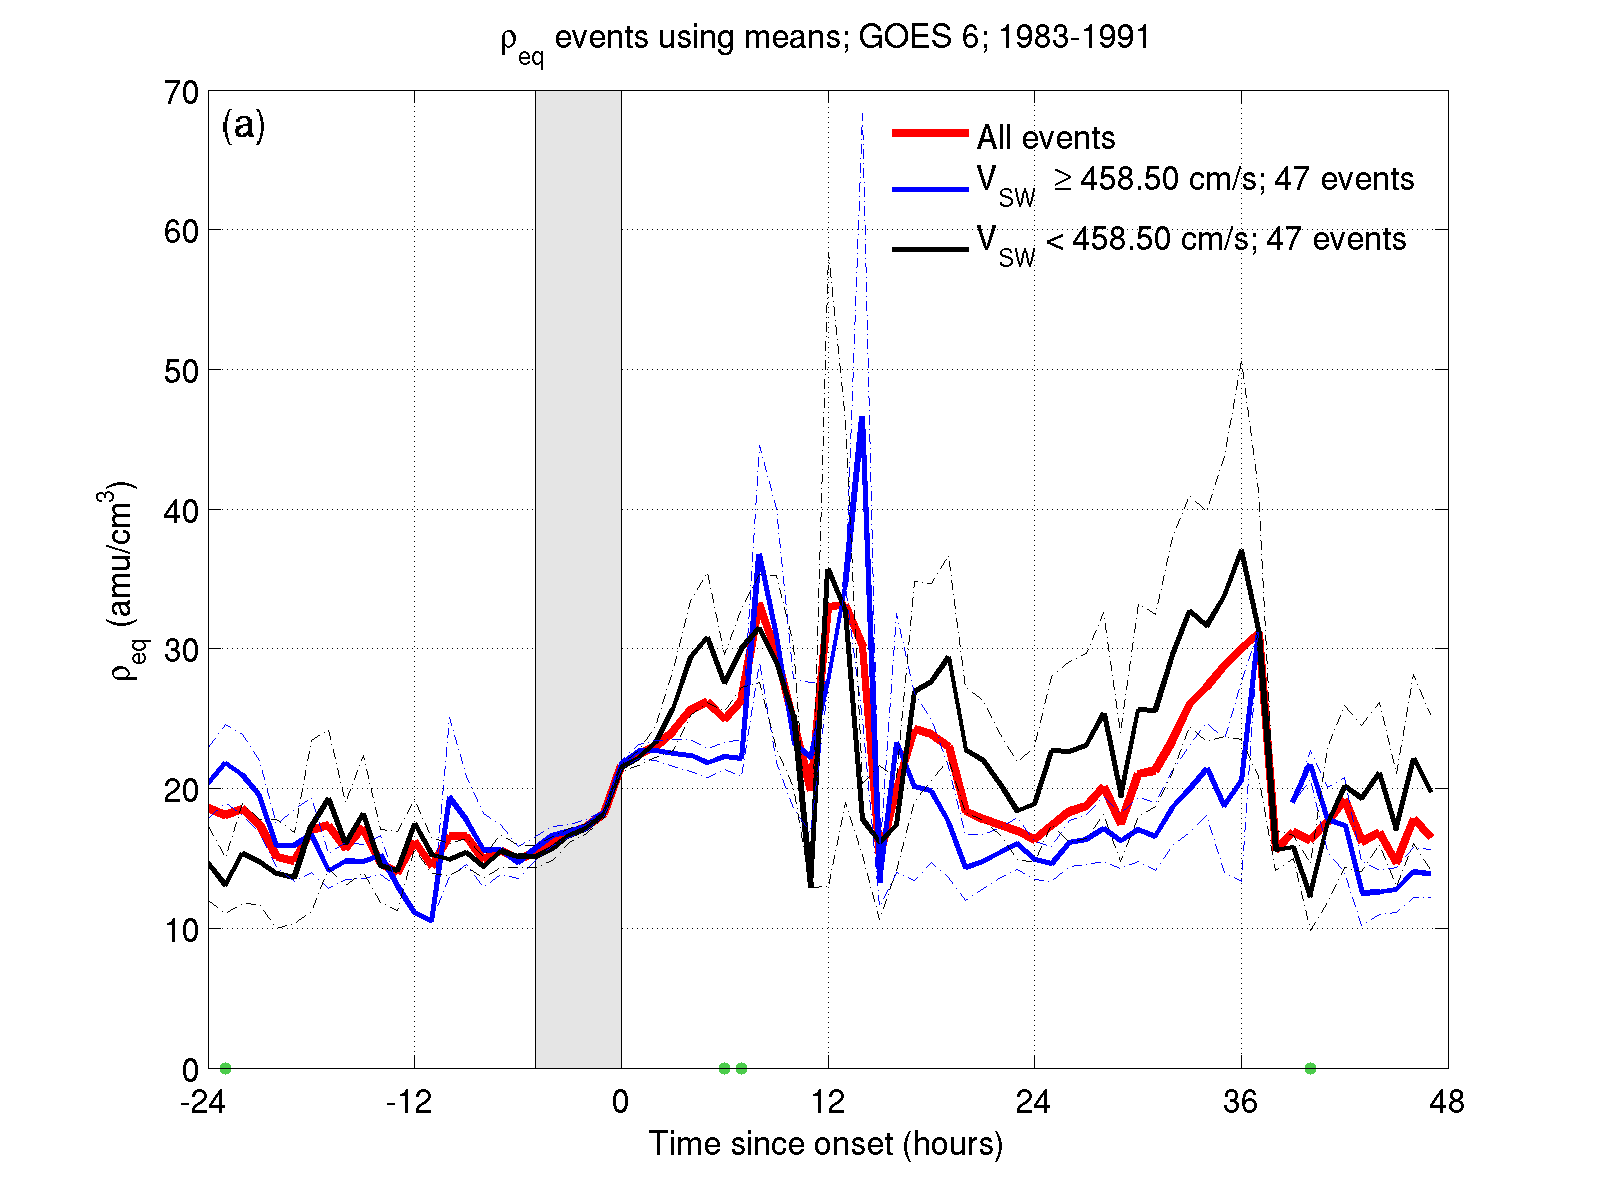 ρeq events using means; GOES 6; 1983-1991
(a)
All events
VSW ≥ 458.50 cm/s; 47 events
VSW < 458.50 cm/s; 47 events
ρeq (amu/cm3)
70
60
50
40
30
20
10
0
-24 -12 0 12 24 36 48
Time since onset (hours)